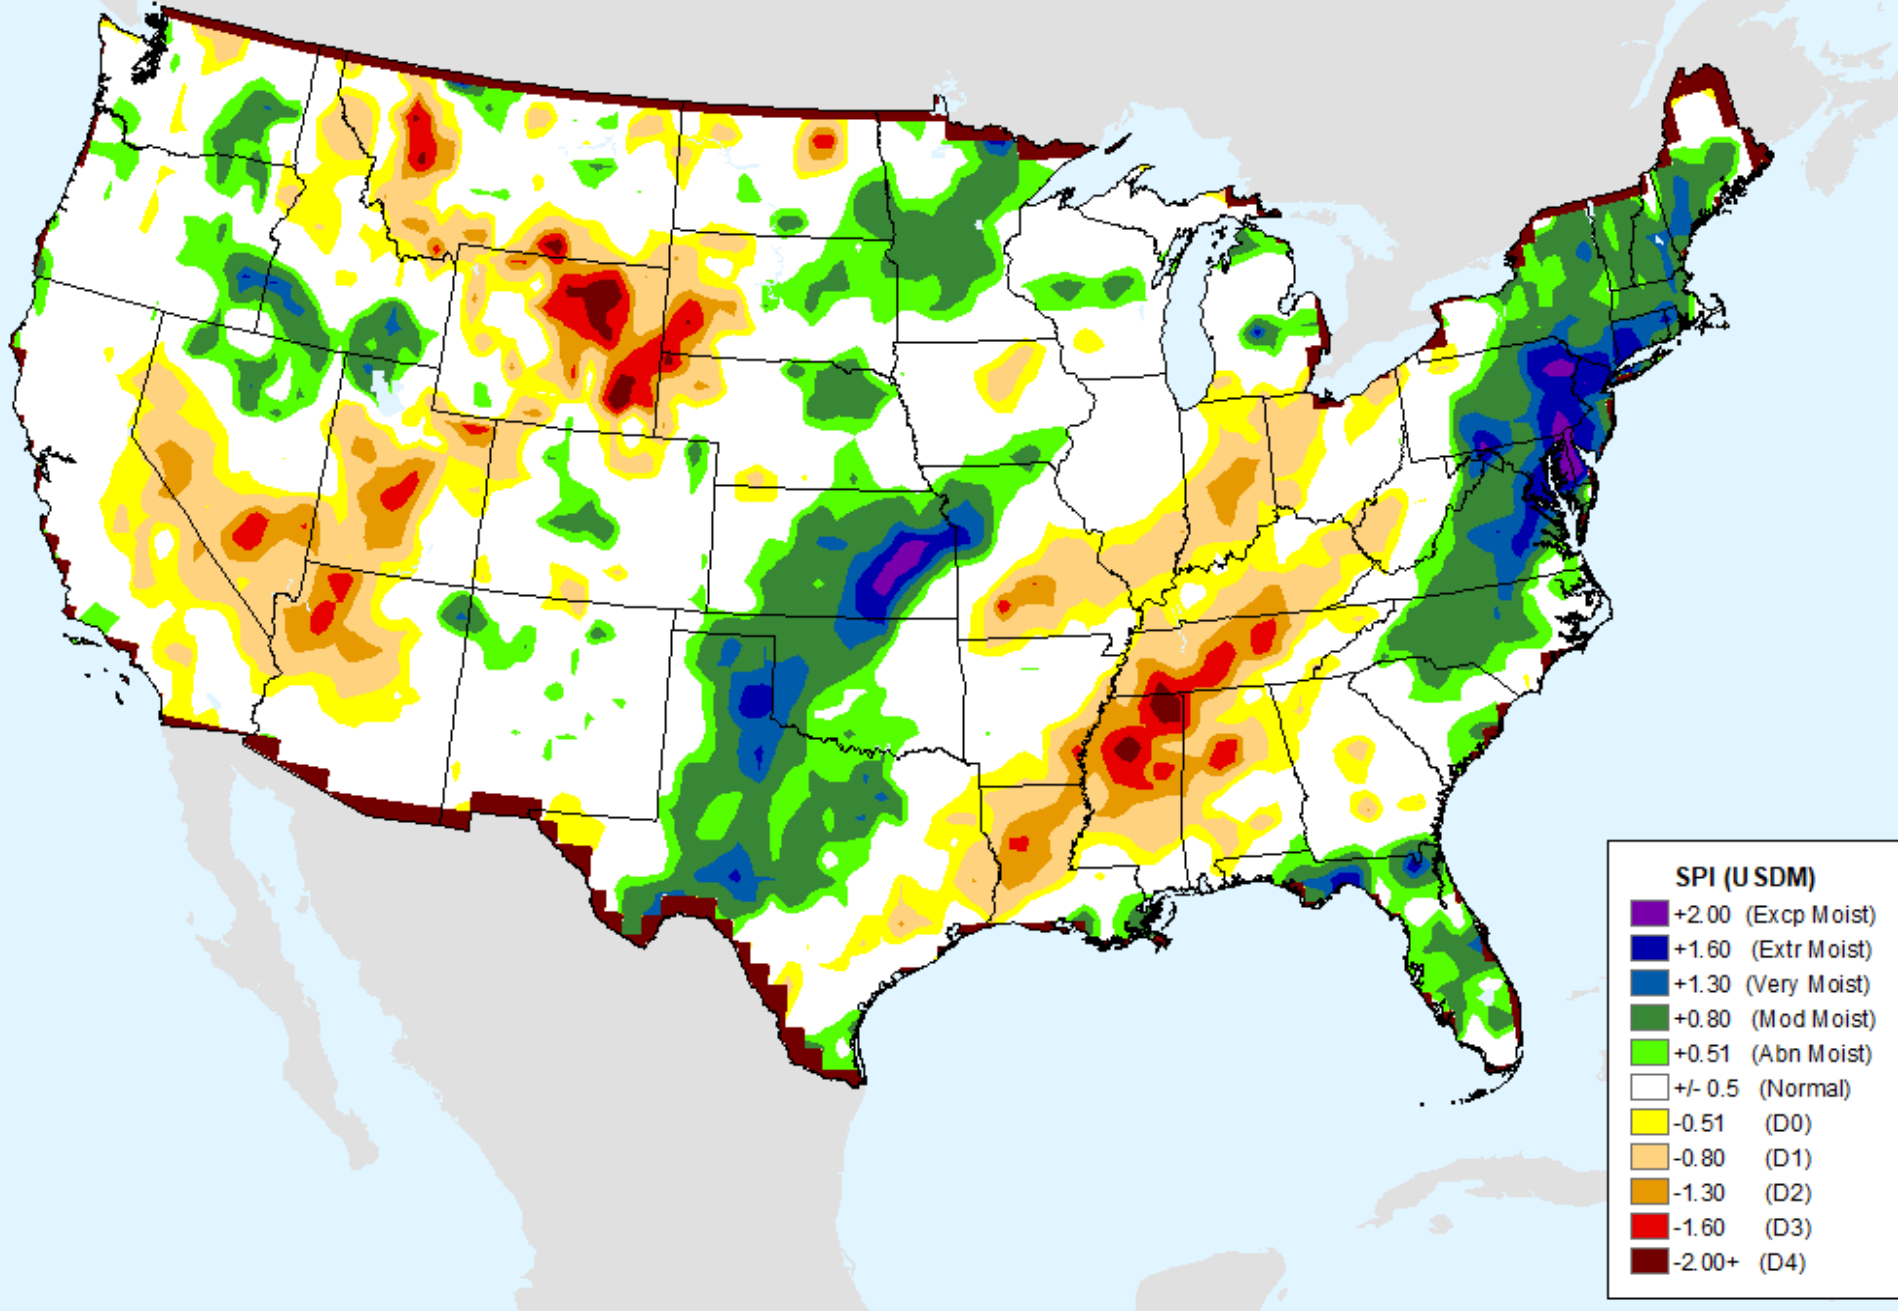 SPI (USDM)
+2.00 (Excp Moist)
+1.60 (Extr Moist)
+1.30 (Very Moist)
+0.80 (Mod Moist)
+0.51 (Abn Moist)
+/- 0.5 (Normal)
-0.51 (D0)
-0.80 (D1)
-1.30 (D2)
-1.60 (D3)
-2.00+ (D4)